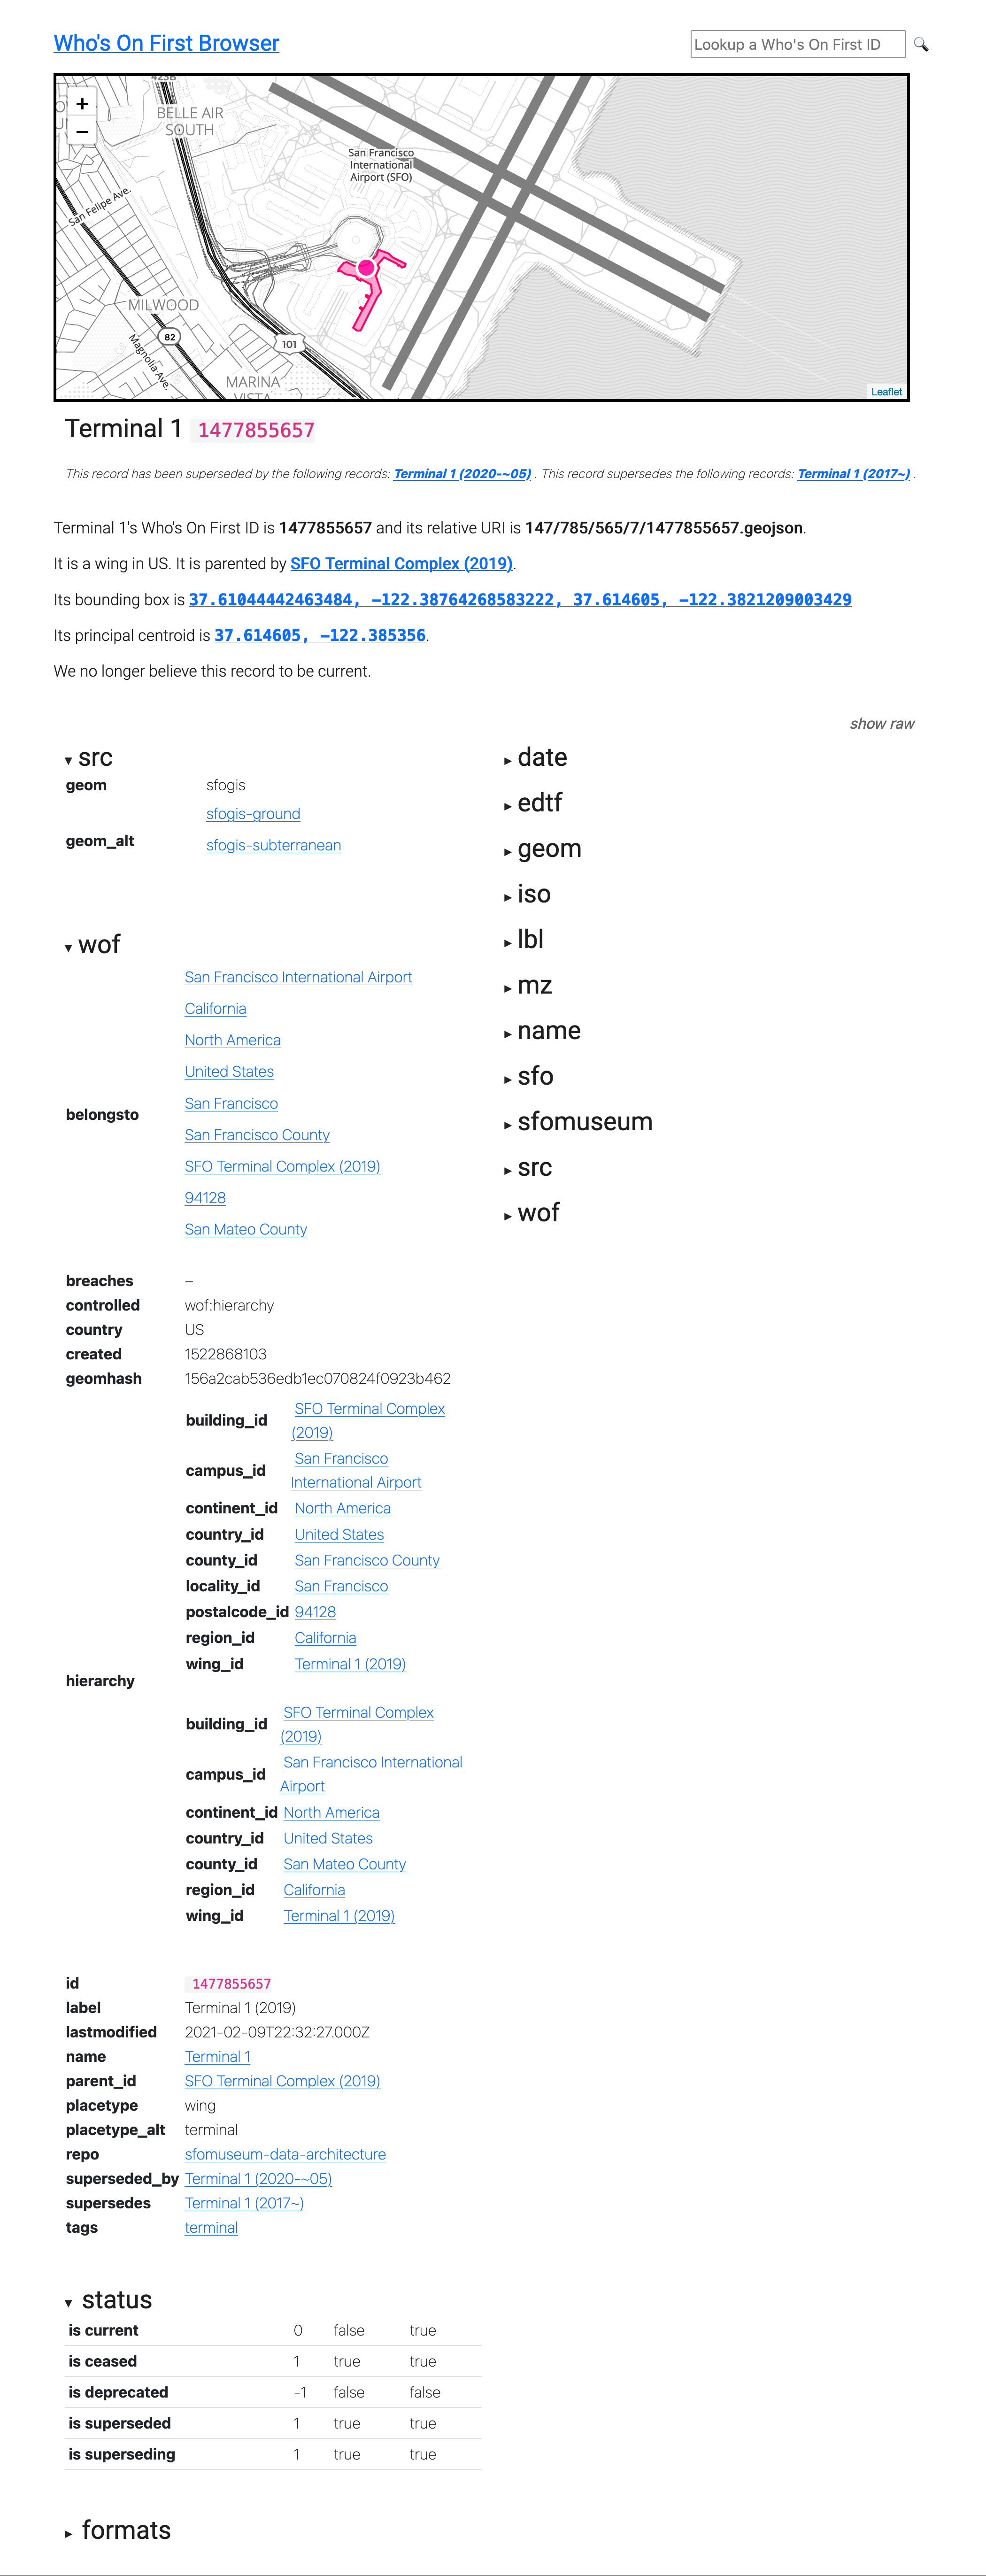 Who's On First Browser
Lookup a Who's On First ID
🔍
+
−
BELLE AIR
SOUTH
San Francisco
International
Airport (SFO)
San Felipe Ave.
MILWOOD
82
Magnolia Ave.
101
MARINA
VISTA
Leaflet
Terminal 1 1477855657
This record has been superseded by the following records: Terminal 1 (2020-~05) . This record supersedes the following records: Terminal 1 (2017~) .
Terminal 1's Who's On First ID is 1477855657 and its relative URI is 147/785/565/7/1477855657.geojson.
It is a wing in US. It is parented by SFO Terminal Complex (2019).
Its bounding box is 37.61044442463484, -122.38764268583222, 37.614605, -122.3821209003429
Its principal centroid is 37.614605, -122.385356.
We no longer believe this record to be current.
show raw
▾ src
geom sfogis
geom_alt sfogis-ground
sfogis-subterranean
▾ wof
belongsto San Francisco International Airport
California
North America
United States
San Francisco
San Francisco County
SFO Terminal Complex (2019)
94128
San Mateo County
breaches –
controlled wof:hierarchy
country US
created 1522868103
geomhash 156a2cab536edb1ec070824f0923b462
hierarchy
building_id SFO Terminal Complex
(2019)
campus_id San Francisco
International Airport
continent_id North America
country_id United States
county_id San Francisco County
locality_id San Francisco
postalcode_id 94128
region_id California
wing_id Terminal 1 (2019)
building_id SFO Terminal Complex
(2019)
campus_id San Francisco International
Airport
continent_id North America
country_id United States
county_id San Mateo County
region_id California
wing_id Terminal 1 (2019)
id 1477855657
label Terminal 1 (2019)
lastmodified 2021-02-09T22:32:27.000Z
name Terminal 1
parent_id SFO Terminal Complex (2019)
placetype wing
placetype_alt terminal
repo sfomuseum-data-architecture
superseded_by Terminal 1 (2020-~05)
supersedes Terminal 1 (2017~)
tags terminal
▾ status
is current 0 false true
is ceased 1 true true
is deprecated -1 false false
is superseded 1 true true
is superseding 1 true true
▸ formats
▸ date
▸ edtf
▸ geom
▸ iso
▸ lbl
▸ mz
▸ name
▸ sfo
▸ sfomuseum
▸ src
▸ wof